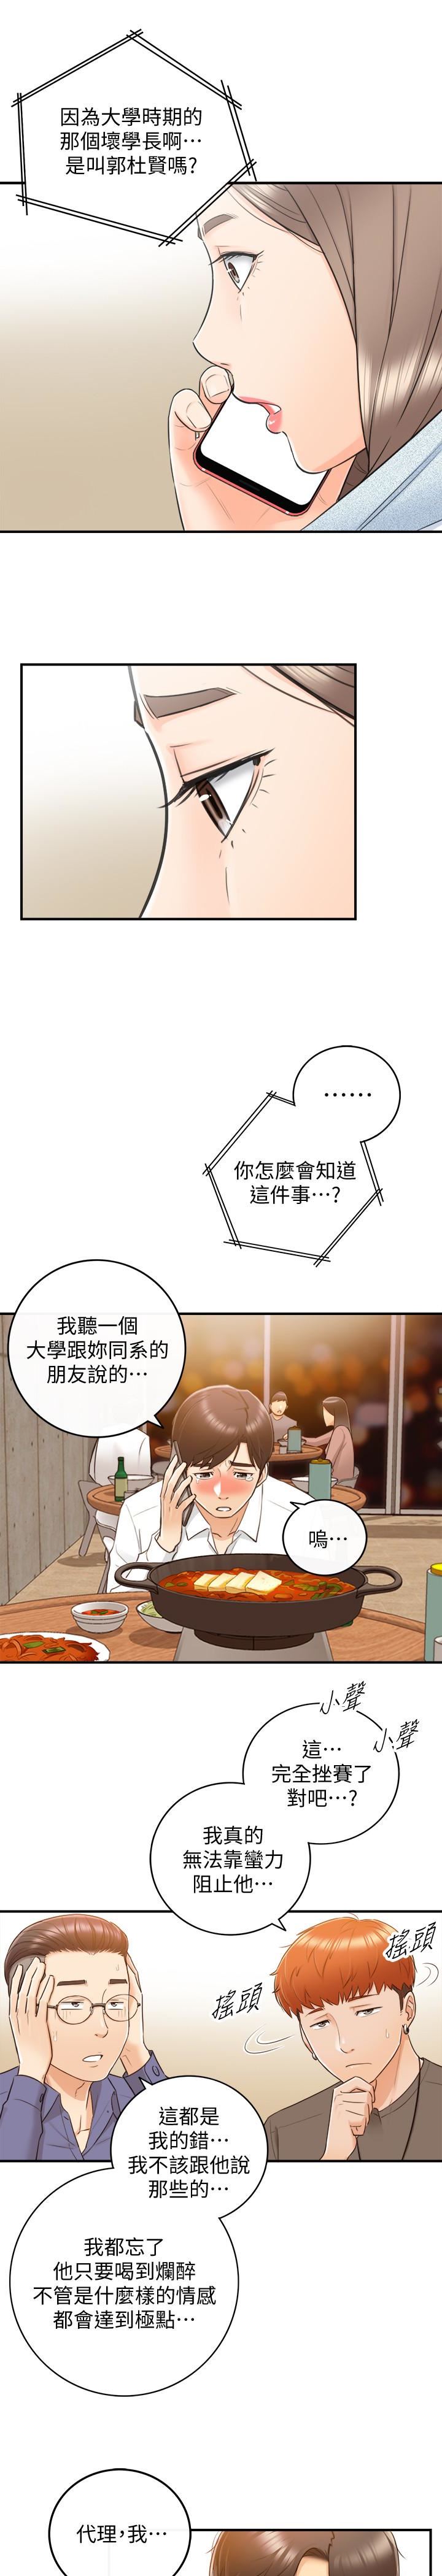 因為大學時期的
那個壞學長啊…
是叫郭杜賢嗎?
……
你怎麼會知道
這件事…?
我聽一個
大學跟妳同系的
朋友說的…
嗚…
小聲
小聲
這…
完全挫賽了
對吧…?
我真的
無法靠蠻力
阻止他…
搖頭
搖頭
這都是
我的錯…
我不該跟他說
那些的…
我都忘了
他只要喝到爛醉
不管是什麼樣的情感
都會達到極點…
代理，我…